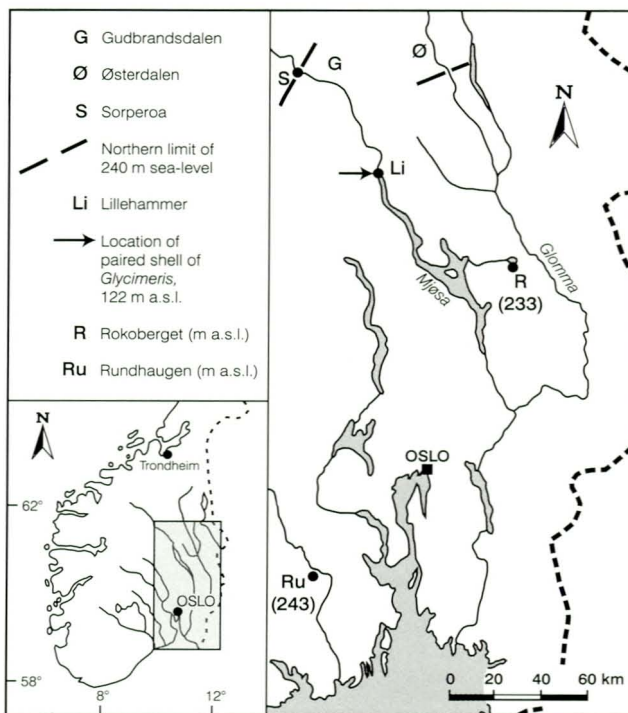 G Gudbrandsdalen
Ø Østerdalen
S Sorperoa
Northern limit of
240 m sea-level
Li Lillehammer
Location of
paired shell of
Glycimeris,
122 m a.s.l.
R Rokoberget (m a.s.l.)
Ru Rundhaugen (m a.s.l.)
N
Trondheim
62°
OSLO
58°
8°
12°
S
G
Ø
N
Li
Glomma
Mjøsa
R
(233)
OSLO
Ru
(243)
0 20 40 60 km